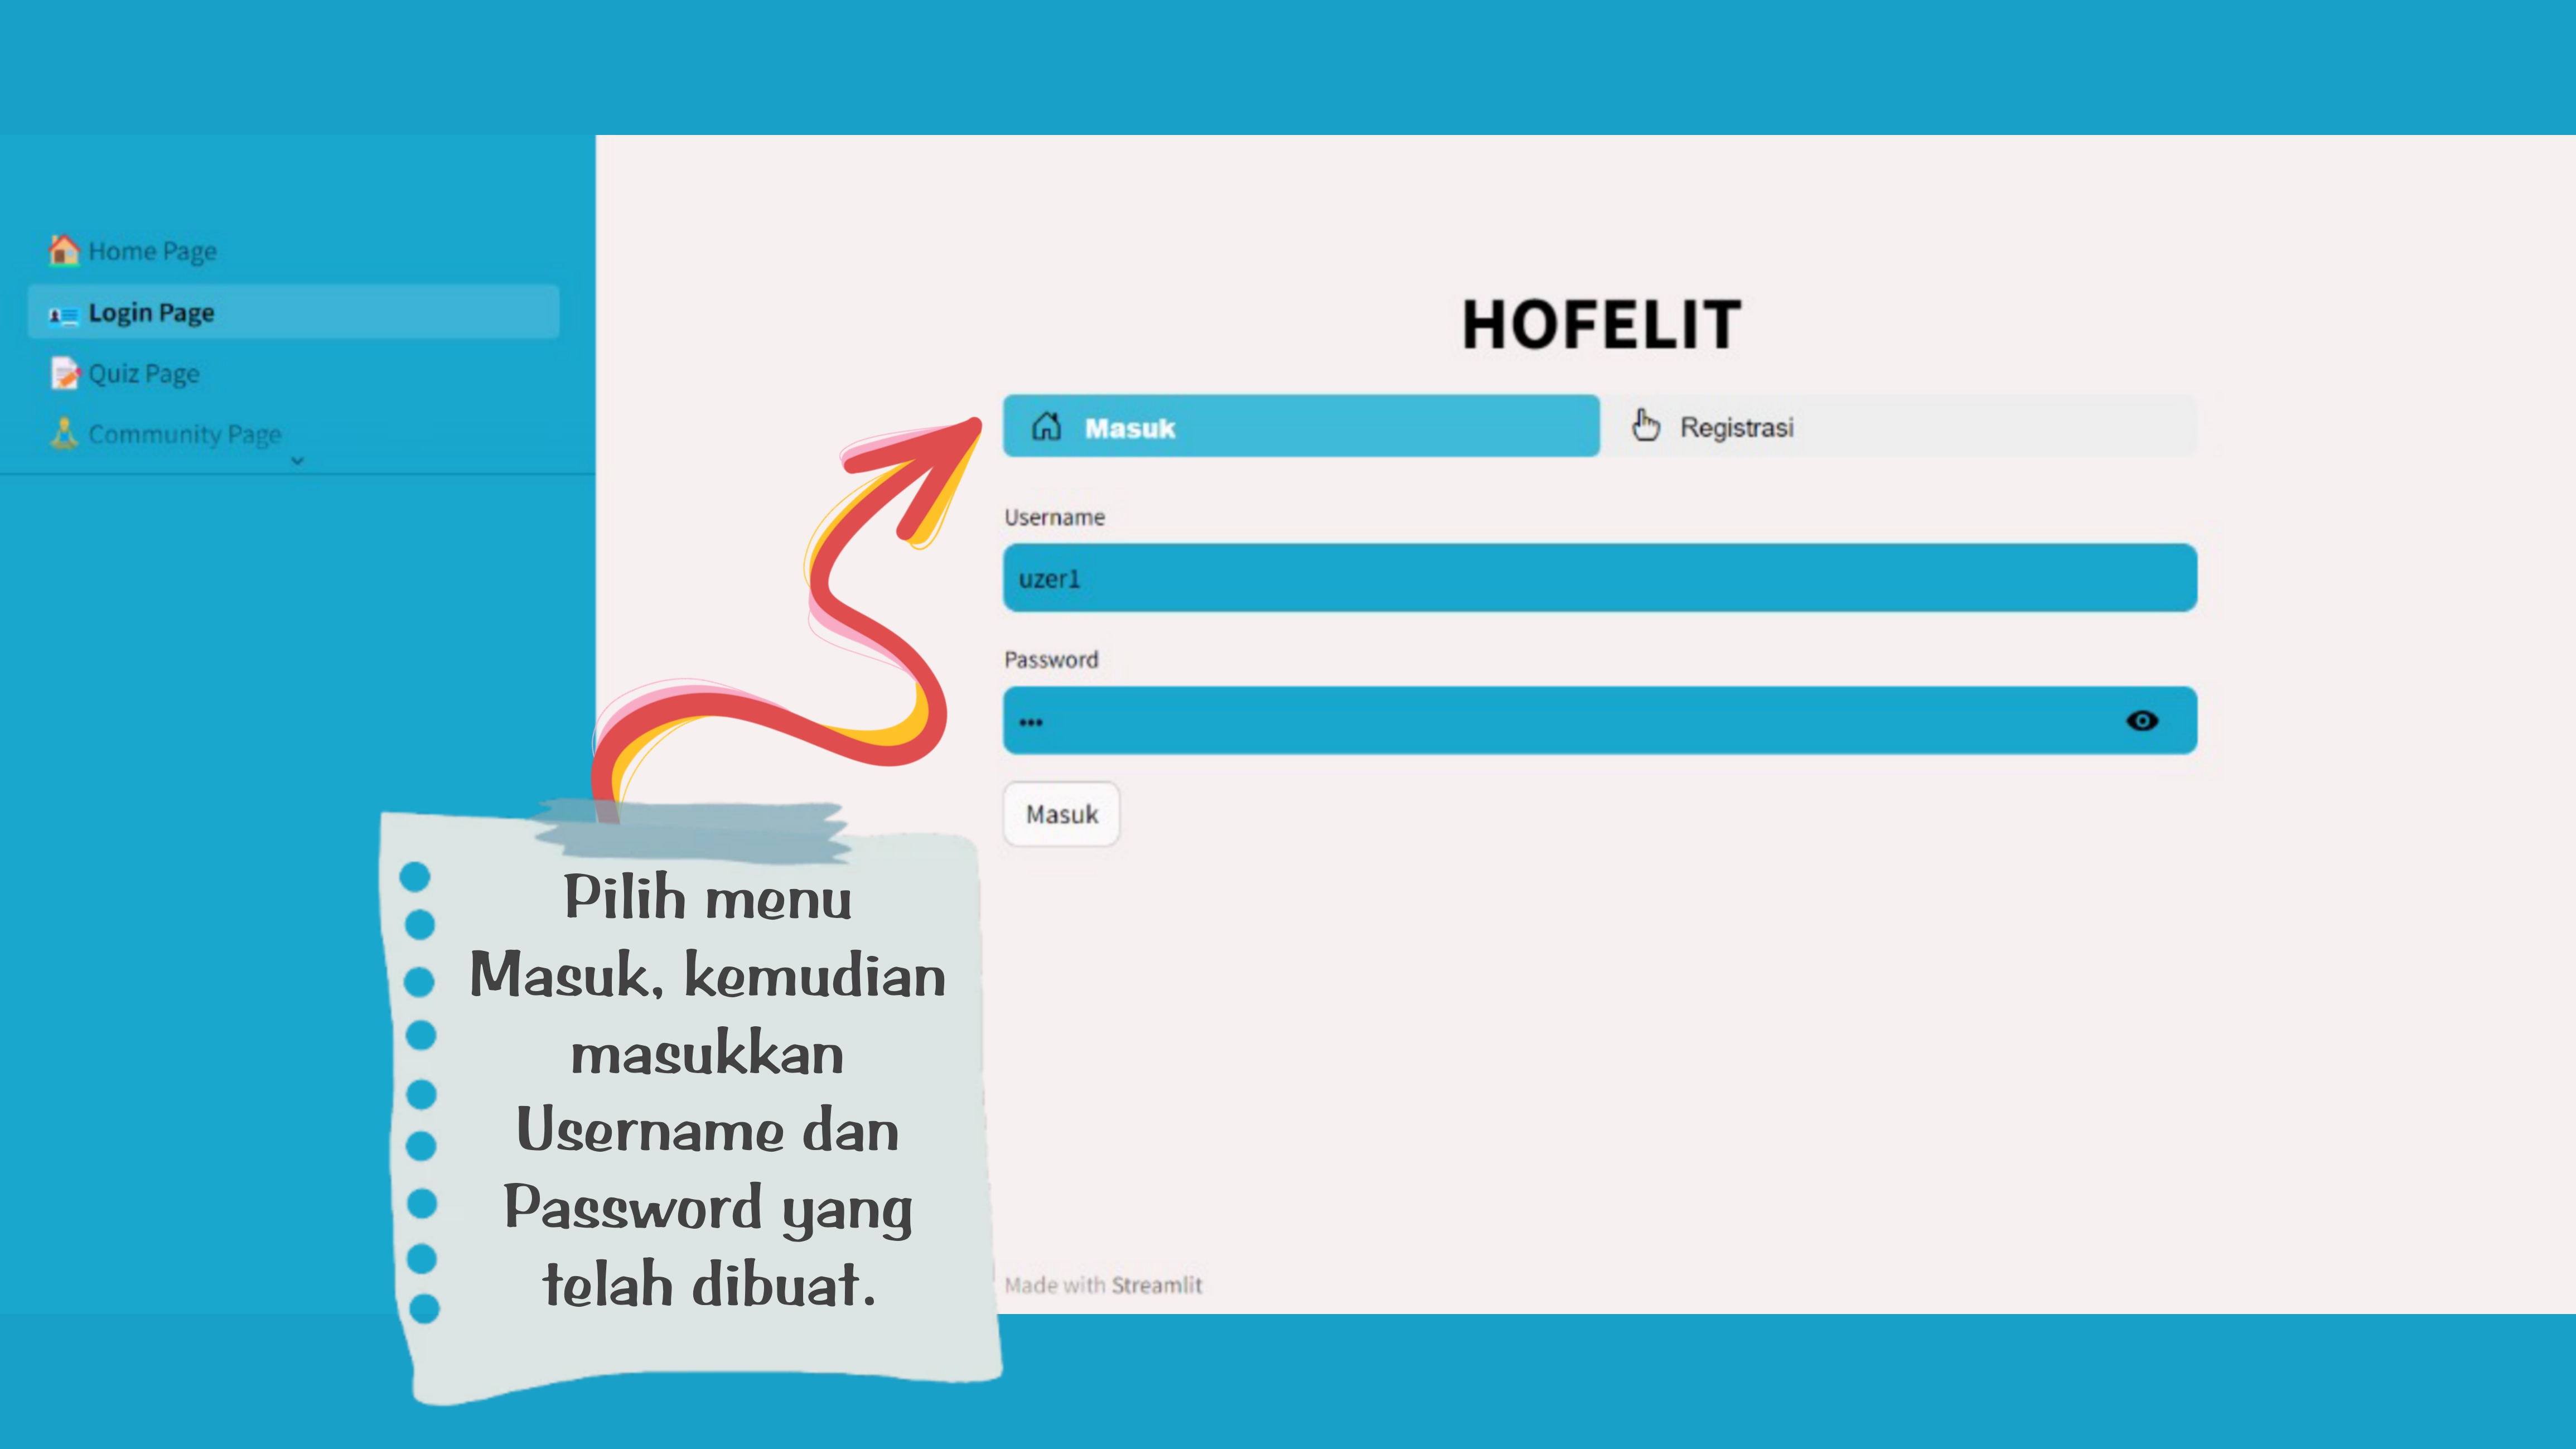 Home Page
Login Page
Quiz Page
Community Page
HOFELIT
Masuk
Registrasi
Username
uzer1
Password
•••
Masuk
Pilih menu
Masuk, kemudian
masukkan
Username dan
Password yang
telah dibuat.
Made with Streamlit